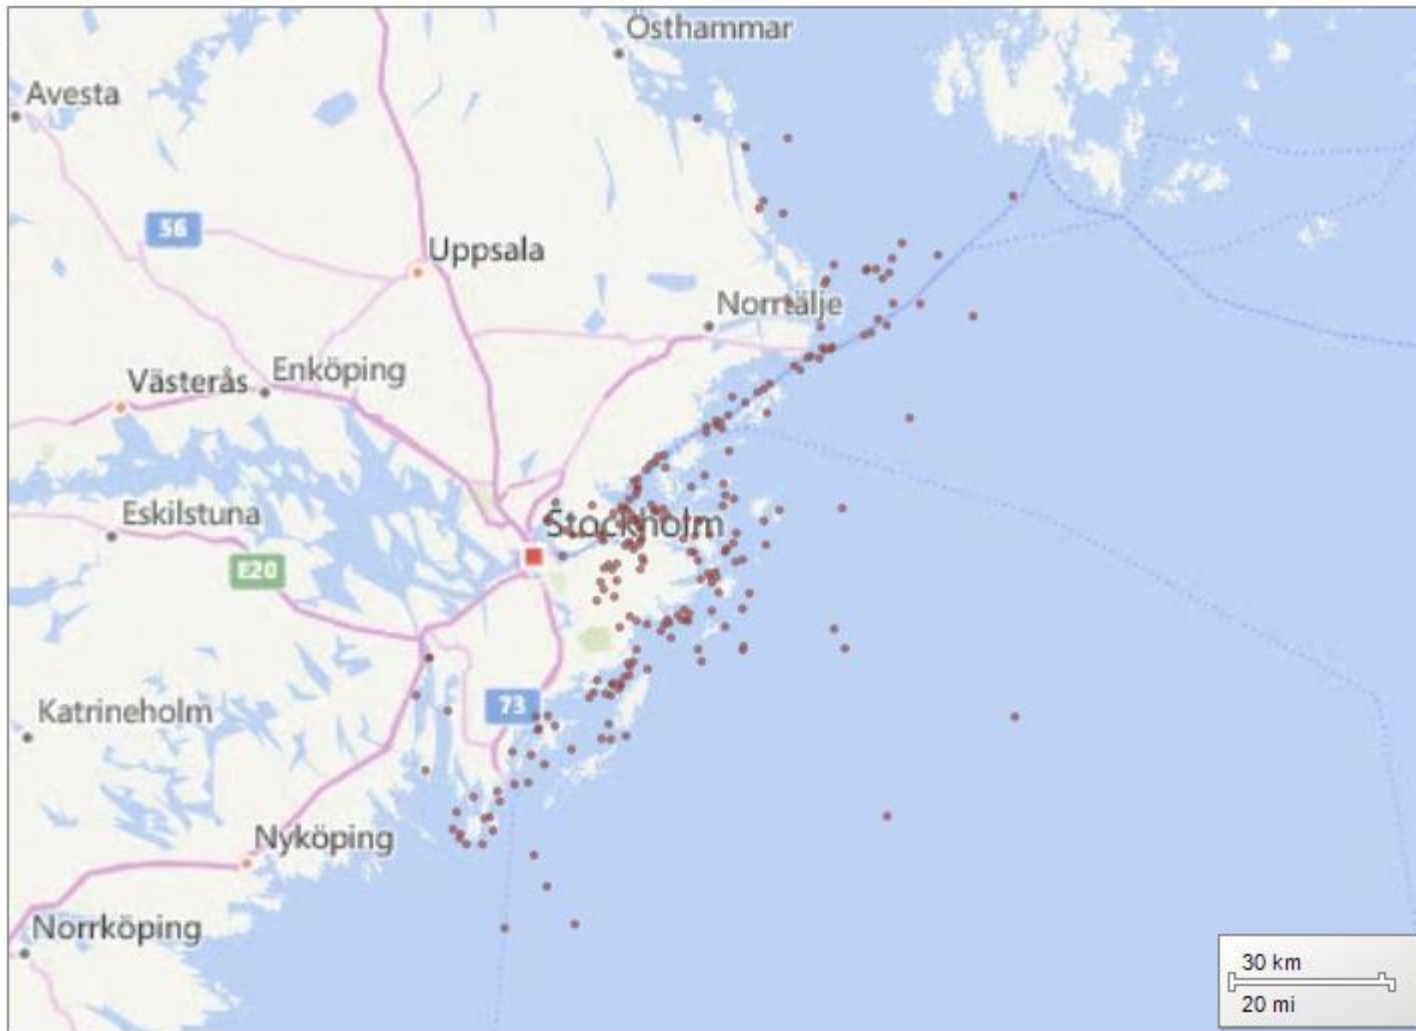 Östhammar
Avesta
56
Uppsala
Norrtälje
Västerås
Enköping
Eskilstuna
Stockholm
E20
Katrineholm
73
Nyköping
Norrköping
30 km
20 mi